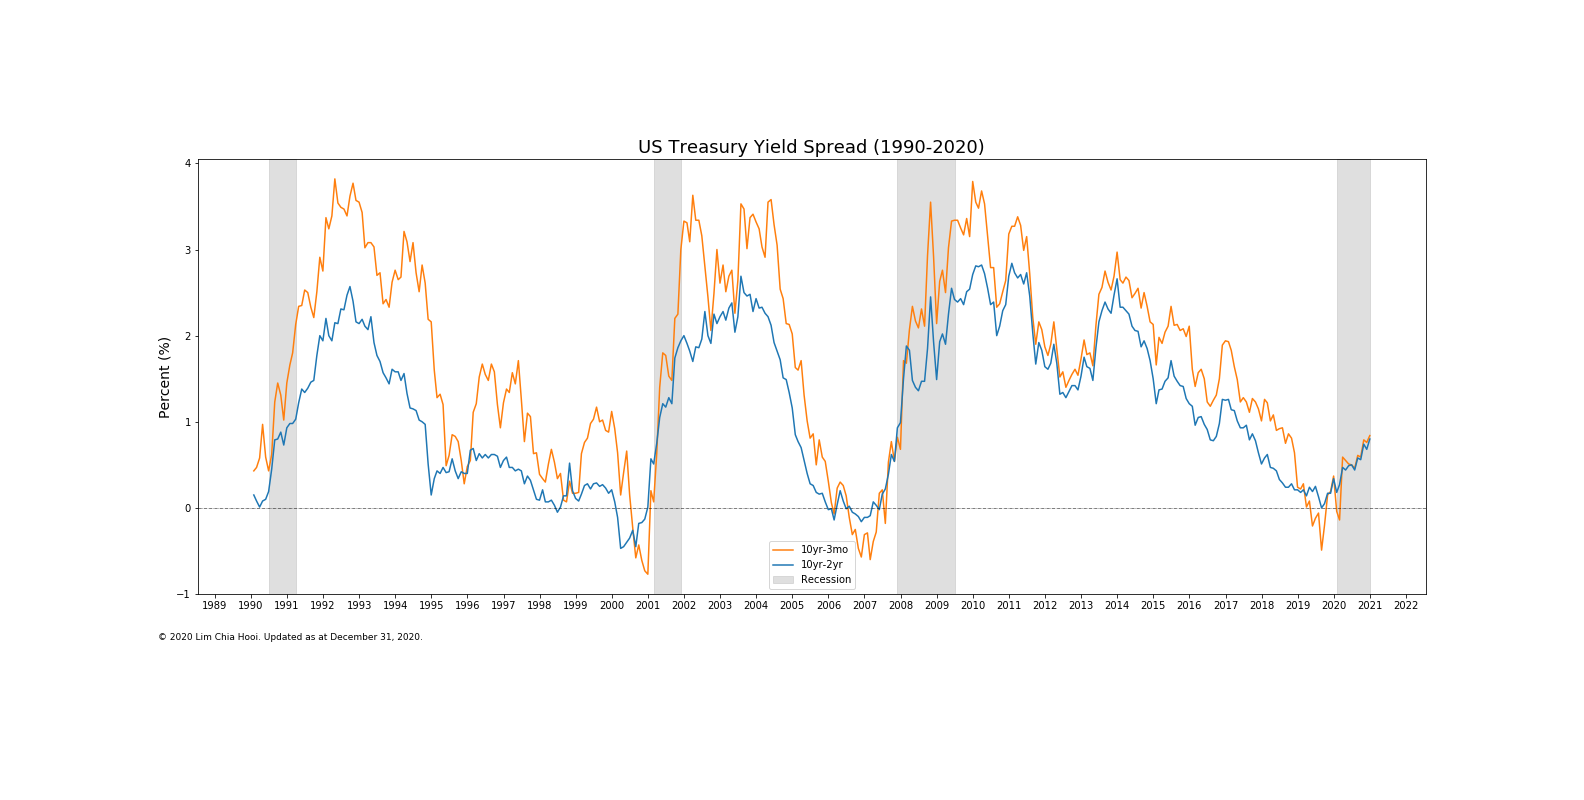 US Treasury Yield Spread (1990-2020)
Percent (%)
4
3
2
1
0
−1
10yr-3mo
10yr-2yr
Recession
1989 1990 1991 1992 1993 1994 1995 1996 1997 1998 1999 2000 2001 2002 2003 2004 2005 2006 2007 2008 2009 2010 2011 2012 2013 2014 2015 2016 2017 2018 2019 2020 2021 2022
© 2020 Lim Chia Hooi. Updated as at December 31, 2020.